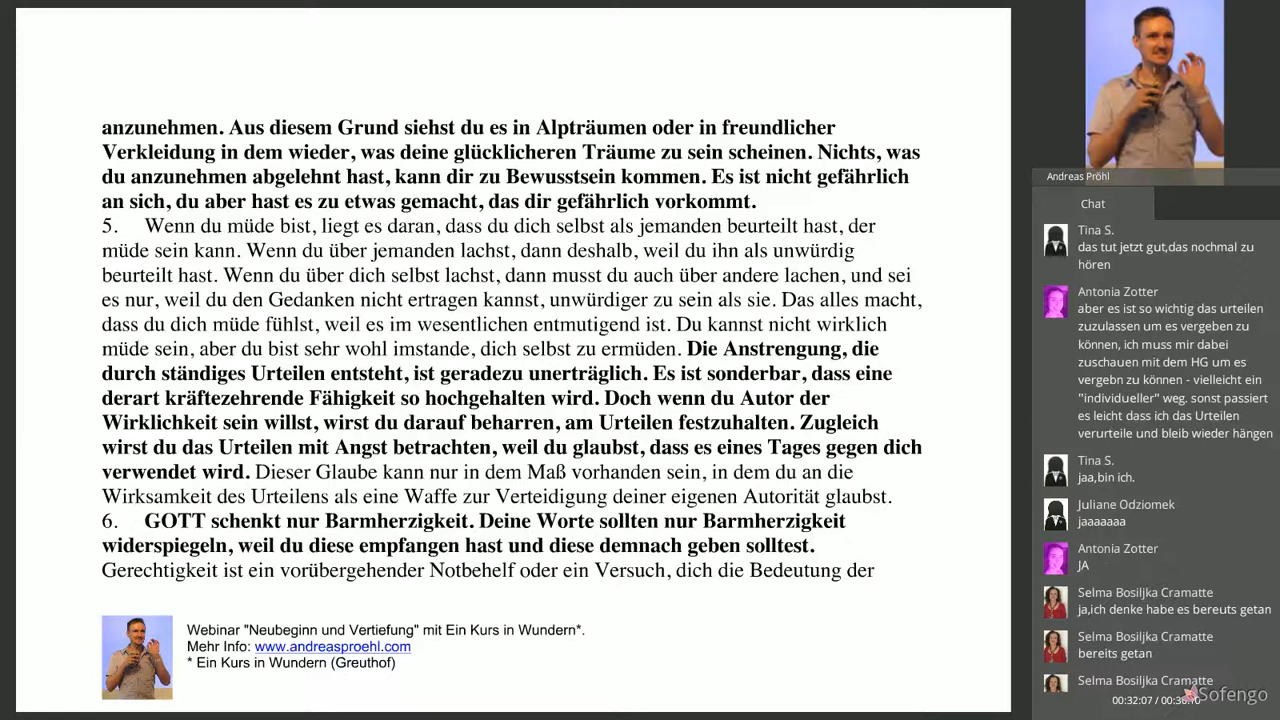 anzunehmen. Aus diesem Grund siehst du es in Alpträumen oder in freundlicher
Verkleidung in dem wieder, was deine glücklicheren Träume zu sein scheinen. Nichts, was
du anzunehmen abgelehnt hast, kann dir zu Bewusstsein kommen. Es ist nicht gefährlich
an sich, du aber hast es zu etwas gemacht, das dir gefährlich vorkommt.
5. Wenn du müde bist, liegt es daran, dass du dich selbst als jemanden beurteilt hast, der
müde sein kann. Wenn du über jemanden lachst, dann deshalb, weil du ihn als unwürdig
beurteilt hast. Wenn du über dich selbst lachst, dann musst du auch über andere lachen, und sei
es nur, weil du den Gedanken nicht ertragen kannst, unwürdiger zu sein als sie. Das alles macht,
dass du dich müde fühlst, weil es im wesentlichen entmutigend ist. Du kannst nicht wirklich
müde sein, aber du bist sehr wohl imstande, dich selbst zu ermüden. Die Anstrengung, die
durch ständiges Urteilen entsteht, ist geradezu unerträglich. Es ist sonderbar, dass eine
derart kräftezehrende Fähigkeit so hochgehalten wird. Doch wenn du Autor der
Wirklichkeit sein willst, wirst du darauf beharren, am Urteilen festzuhalten. Zugleich
wirst du das Urteilen mit Angst betrachten, weil du glaubst, dass es eines Tages gegen dich
verwendet wird. Dieser Glaube kann nur in dem Maß vorhanden sein, in dem du an die
Wirksamkeit des Urteilens als eine Waffe zur Verteidigung deiner eigenen Autorität glaubst.
6. GOTT schenkt nur Barmherzigkeit. Deine Worte sollten nur Barmherzigkeit
widerspiegeln, weil du diese empfangen hast und diese demnach geben solltest.
Gerechtigkeit ist ein vorübergehender Notbehelf oder ein Versuch, dich die Bedeutung der
Webinar "Neubeginn und Vertiefung" mit Ein Kurs in Wundern*.
Mehr Info: www.andreasproehl.com
* Ein Kurs in Wundern (Greuthof)
Andreas Pröhl
Chat
Tina S.
das tut jetzt gut,das nochmal zu
hören
Antonia Zotter
aber es ist so wichtig das urteilen
zuzulassen um es vergeben zu
können, ich muss mir dabei
zuschauen mit dem HG um es
vergebn zu können - vielleicht ein
"individueller" weg. sonst passiert
es leicht dass ich das Urteilen
verurteile und bleib wieder hängen
Tina S.
jaa,bin ich.
Juliane Odziomek
jaaaaaaa
Antonia Zotter
JA
Selma Bosiljka Cramatte
ja,ich denke habe es bereuts getan
Selma Bosiljka Cramatte
bereits getan
Selma Bosiljka Cramatte
00:32:07 /
Sofengo